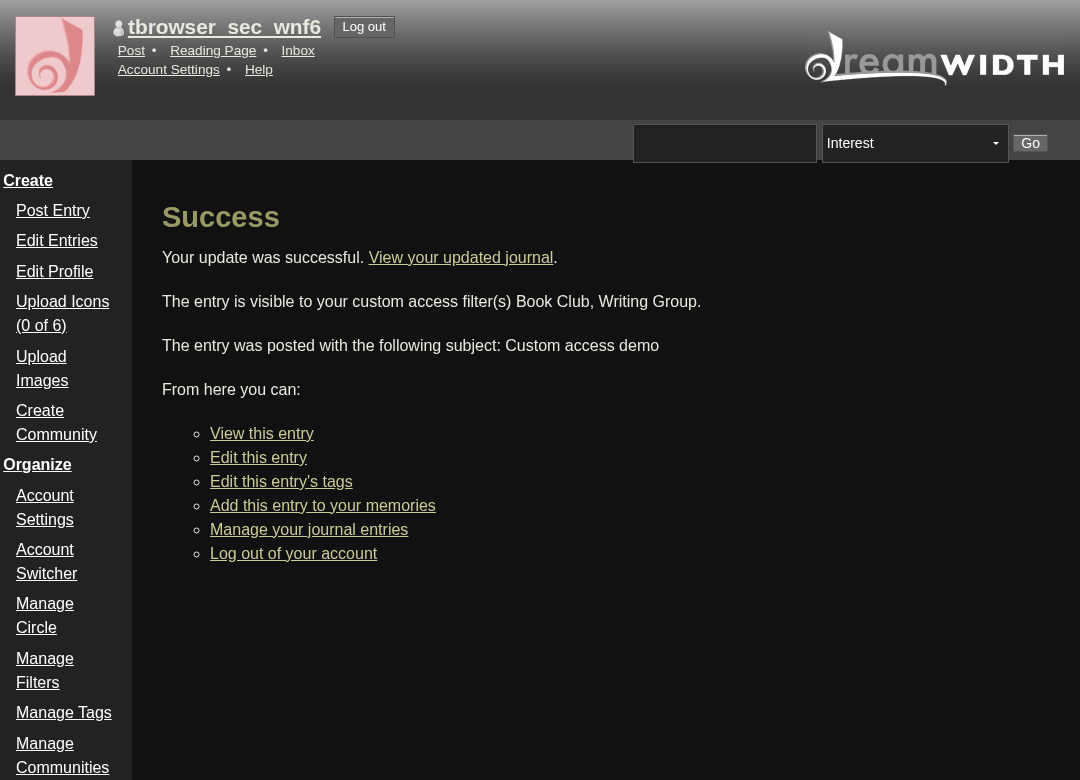 tbrowser_sec_wnf6 Log out
Post • Reading Page • Inbox
Account Settings • Help
dreamWIDTH
Interest Go
Create
Post Entry
Edit Entries
Edit Profile
Upload Icons
(0 of 6)
Upload
Images
Create
Community
Organize
Account
Settings
Account
Switcher
Manage
Circle
Manage
Filters
Manage Tags
Manage
Communities
Success
Your update was successful. View your updated journal.
The entry is visible to your custom access filter(s) Book Club, Writing Group.
The entry was posted with the following subject: Custom access demo
From here you can:
View this entry
Edit this entry
Edit this entry's tags
Add this entry to your memories
Manage your journal entries
Log out of your account